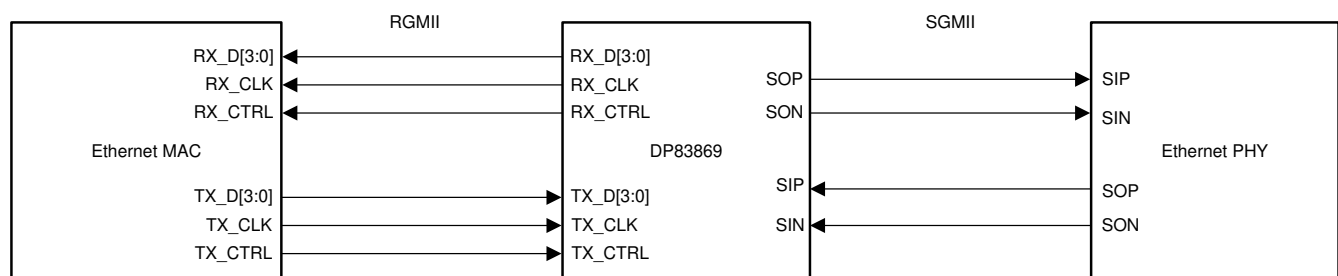 RGMII
SGMII
RX_D[3:0]
RX_CLK
RX_CTRL
Ethernet MAC
TX_D[3:0]
TX_CLK
TX_CTRL
RX_D[3:0]
RX_CLK
RX_CTRL
SOP
SON
DP83869
TX_D[3:0]
TX_CLK
TX_CTRL
SIP
SIN
SIP
SIN
Ethernet PHY
SOP
SON